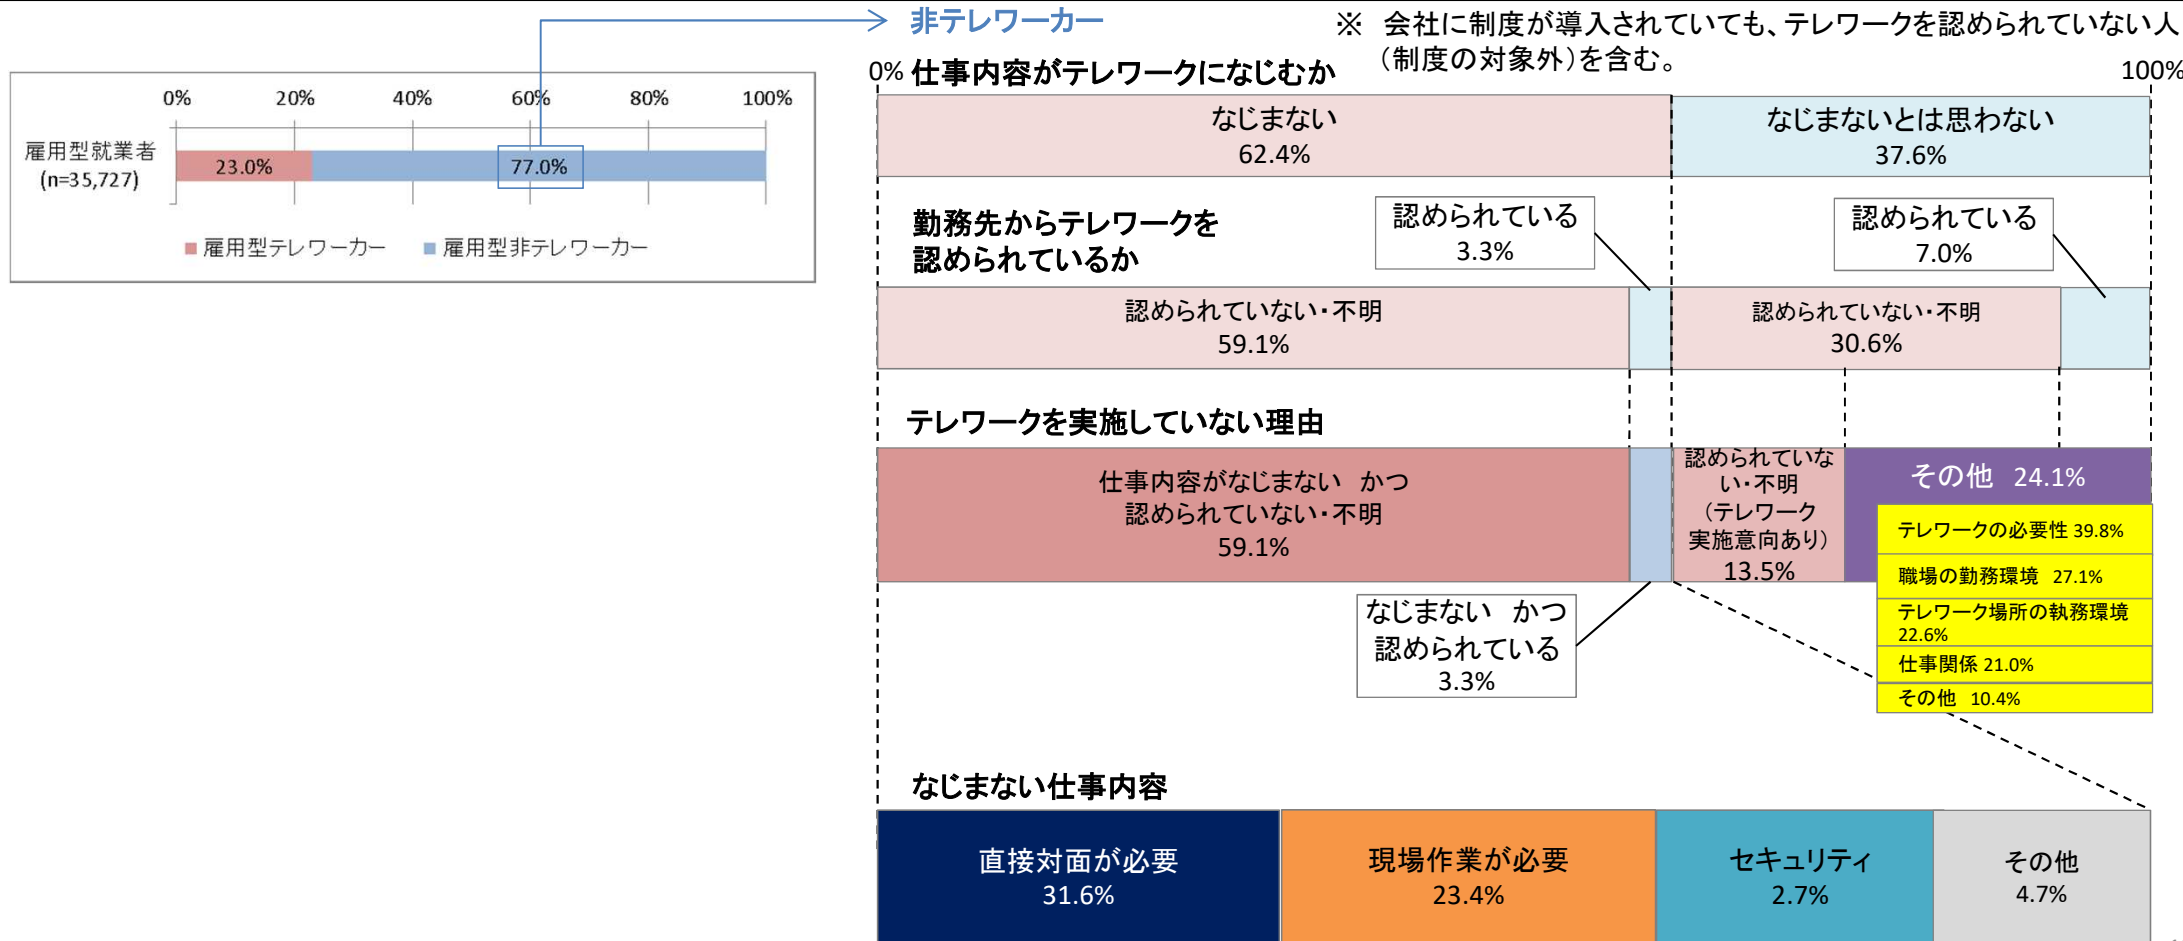 非テレワーカー
※ 会社に制度が導入されていても、テレワークを認められていない人
(制度の対象外)を含む。
0% 20% 40% 60% 80% 100%
雇用型就業者
(n=35,727)
23.0% 77.0%
雇用型テレワーカー 雇用型非テレワーカー
0% 仕事内容がテレワークになじむか 100%
なじまない
62.4%
なじまないとは思わない
37.6%
勤務先からテレワークを
認められているか
認められている
3.3%
認められている
7.0%
認められていない・不明
59.1%
認められていない・不明
30.6%
テレワークを実施していない理由
仕事内容がなじまない かつ
認められていない・不明
59.1%
認められていな
い・不明
(テレワーク
実施意向あり)
13.5%
その他 24.1%
テレワークの必要性 39.8%
職場の勤務環境 27.1%
テレワーク場所の執務環境
22.6%
仕事関係 21.0%
その他 10.4%
なじまない かつ
認められている
3.3%
なじまない仕事内容
直接対面が必要
31.6%
現場作業が必要
23.4%
セキュリティ
2.7%
その他
4.7%